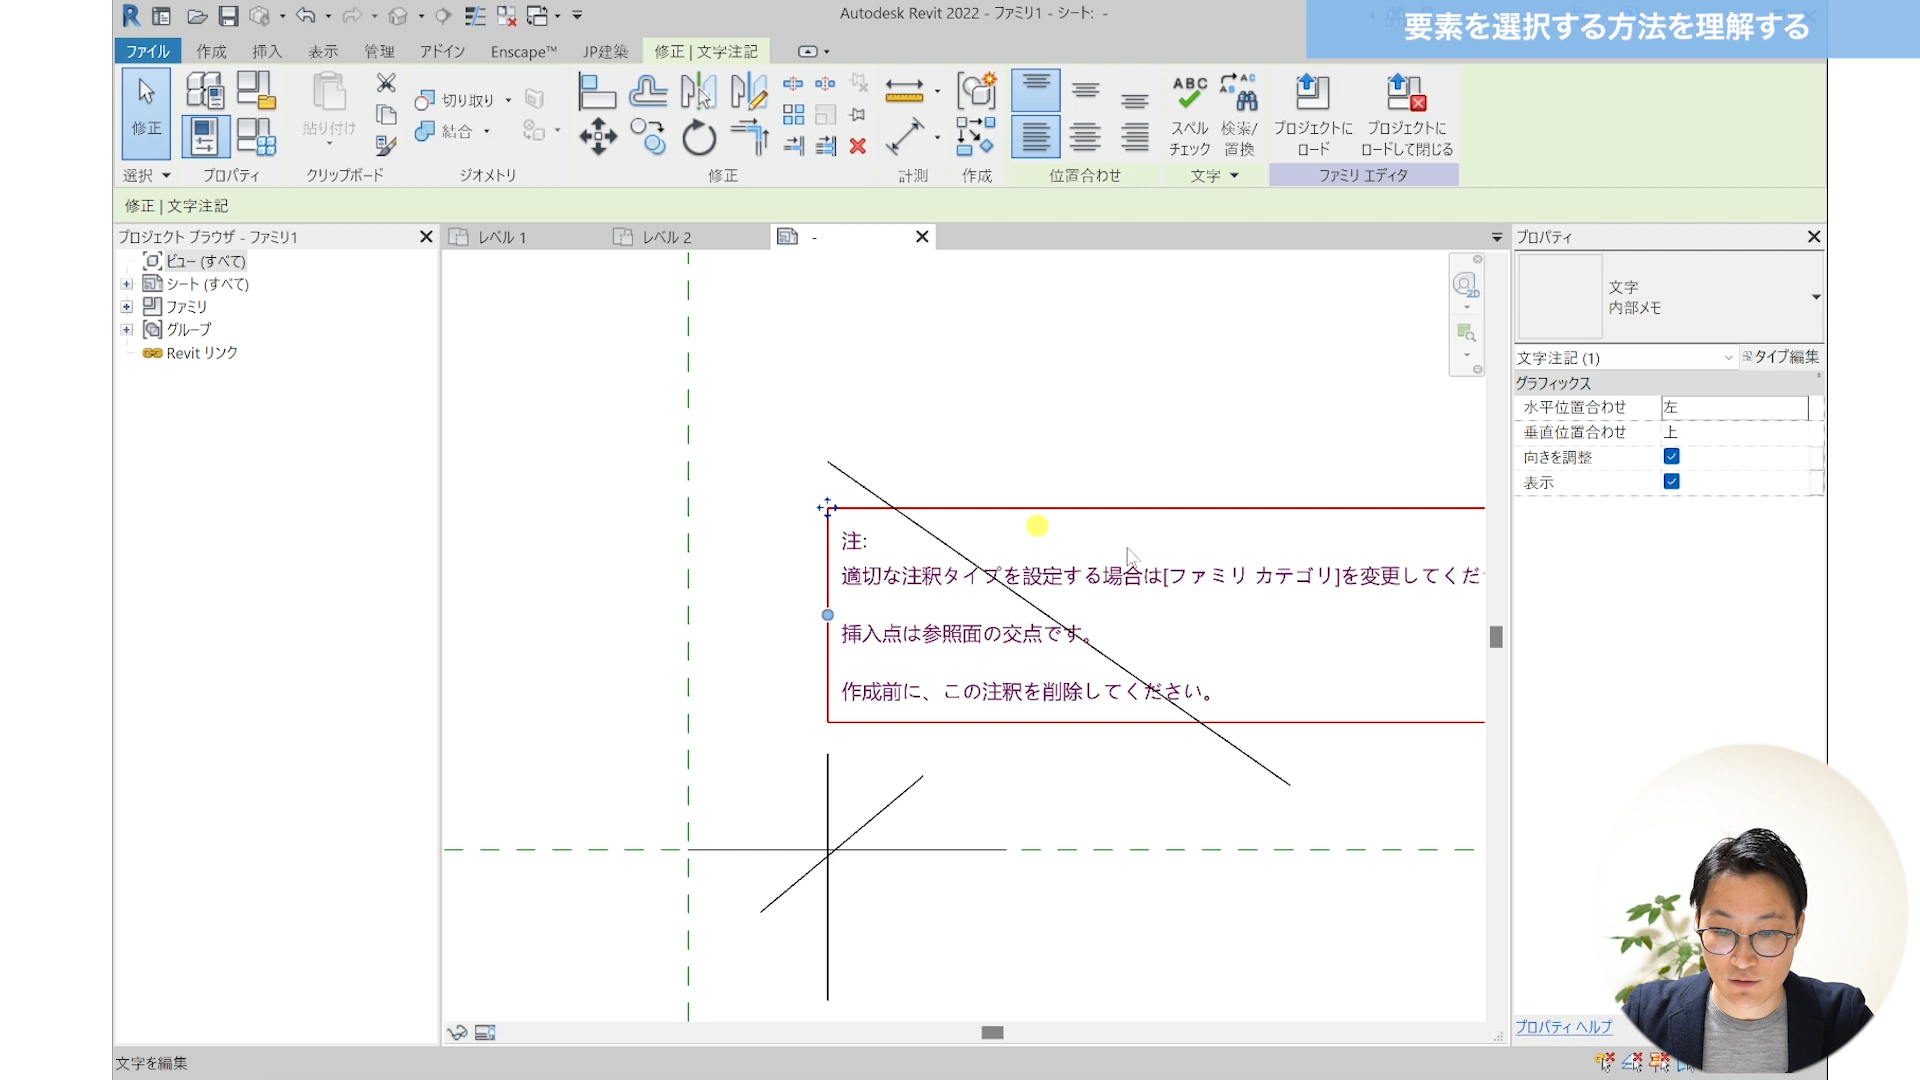 Autodesk Revit 2022 - ファミリ1 - シート: -
要素を選択する方法を理解する
ファイル 作成 挿入 表示 管理 アドイン Enscape™ JP建築 修正 | 文字注記
修正
貼り付け
切り取り
結合
ABC
スペル
チェック
検索/
置換
プロジェクトに
ロード
プロジェクトに
ロードして閉じる
選択 プロパティ クリップボード ジオメトリ 修正 計測 作成 位置合わせ 文字 ファミリ エディタ
修正 | 文字注記
プロジェクト ブラウザ - ファミリ1
ビュー (すべて)
シート (すべて)
ファミリ
グループ
Revit リンク
レベル 1
レベル 2
-
2D
注:
適切な注釈タイプを設定する場合は[ファミリ カテゴリ]を変更してくだ
挿入点は参照面の交点です。
作成前に、この注釈を削除してください。
プロパティ
文字
内部メモ
文字注記 (1)
タイプ編集
グラフィックス
水平位置合わせ 左
垂直位置合わせ 上
向きを調整
表示
プロパティ ヘルプ
文字を編集